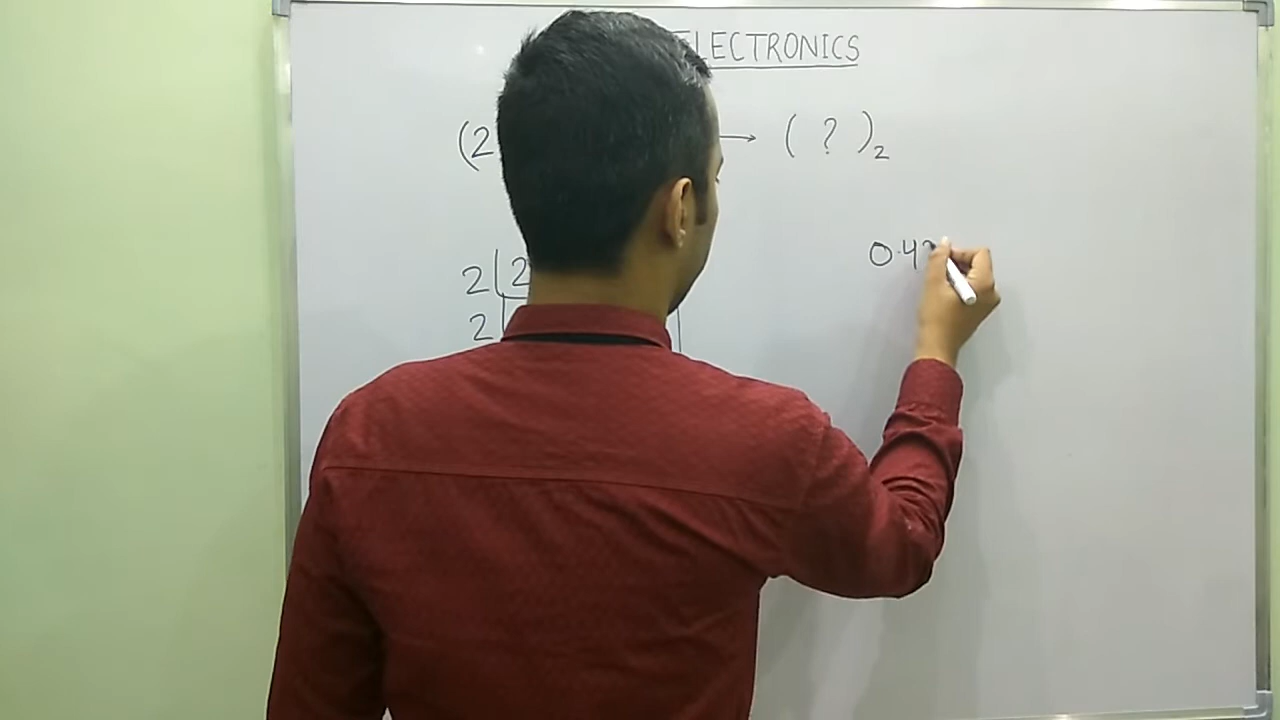 ELECTRONICS
(2 → ( ? )₂
2 2
0.4
2